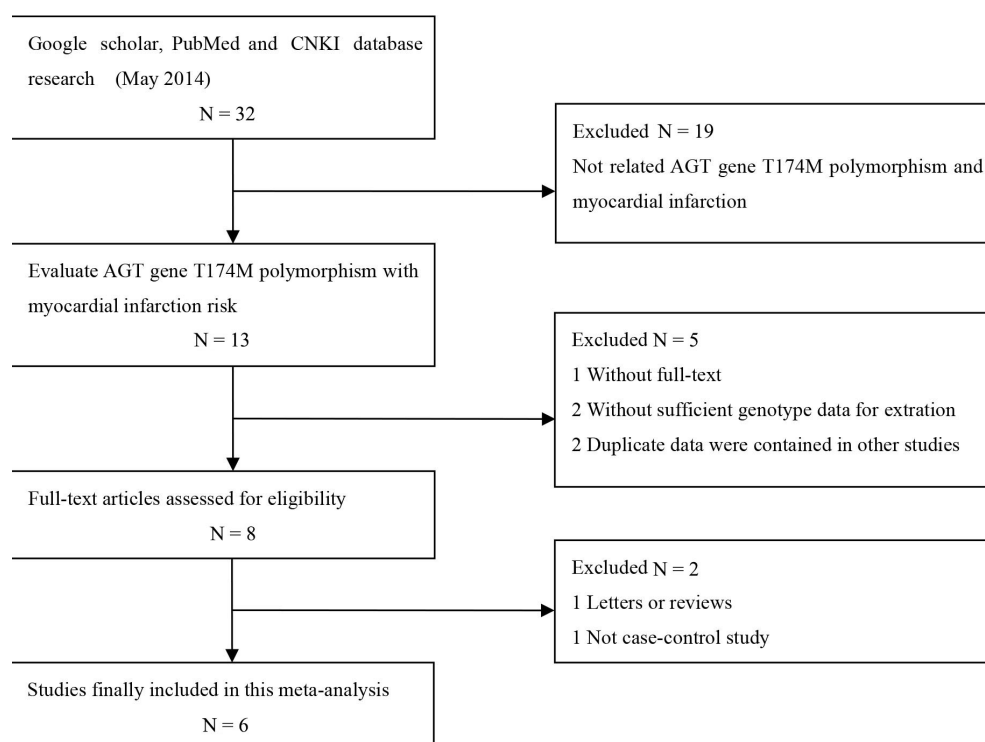 Google scholar, PubMed and CNKI database
research (May 2014)
N = 32
Excluded N = 19
Not related AGT gene T174M polymorphism and
myocardial infarction
Evaluate AGT gene T174M polymorphism with
myocardial infarction risk
N = 13
Excluded N = 5
1 Without full-text
2 Without sufficient genotype data for extration
2 Duplicate data were contained in other studies
Full-text articles assessed for eligibility
N = 8
Excluded N = 2
1 Letters or reviews
1 Not case-control study
Studies finally included in this meta-analysis
N = 6